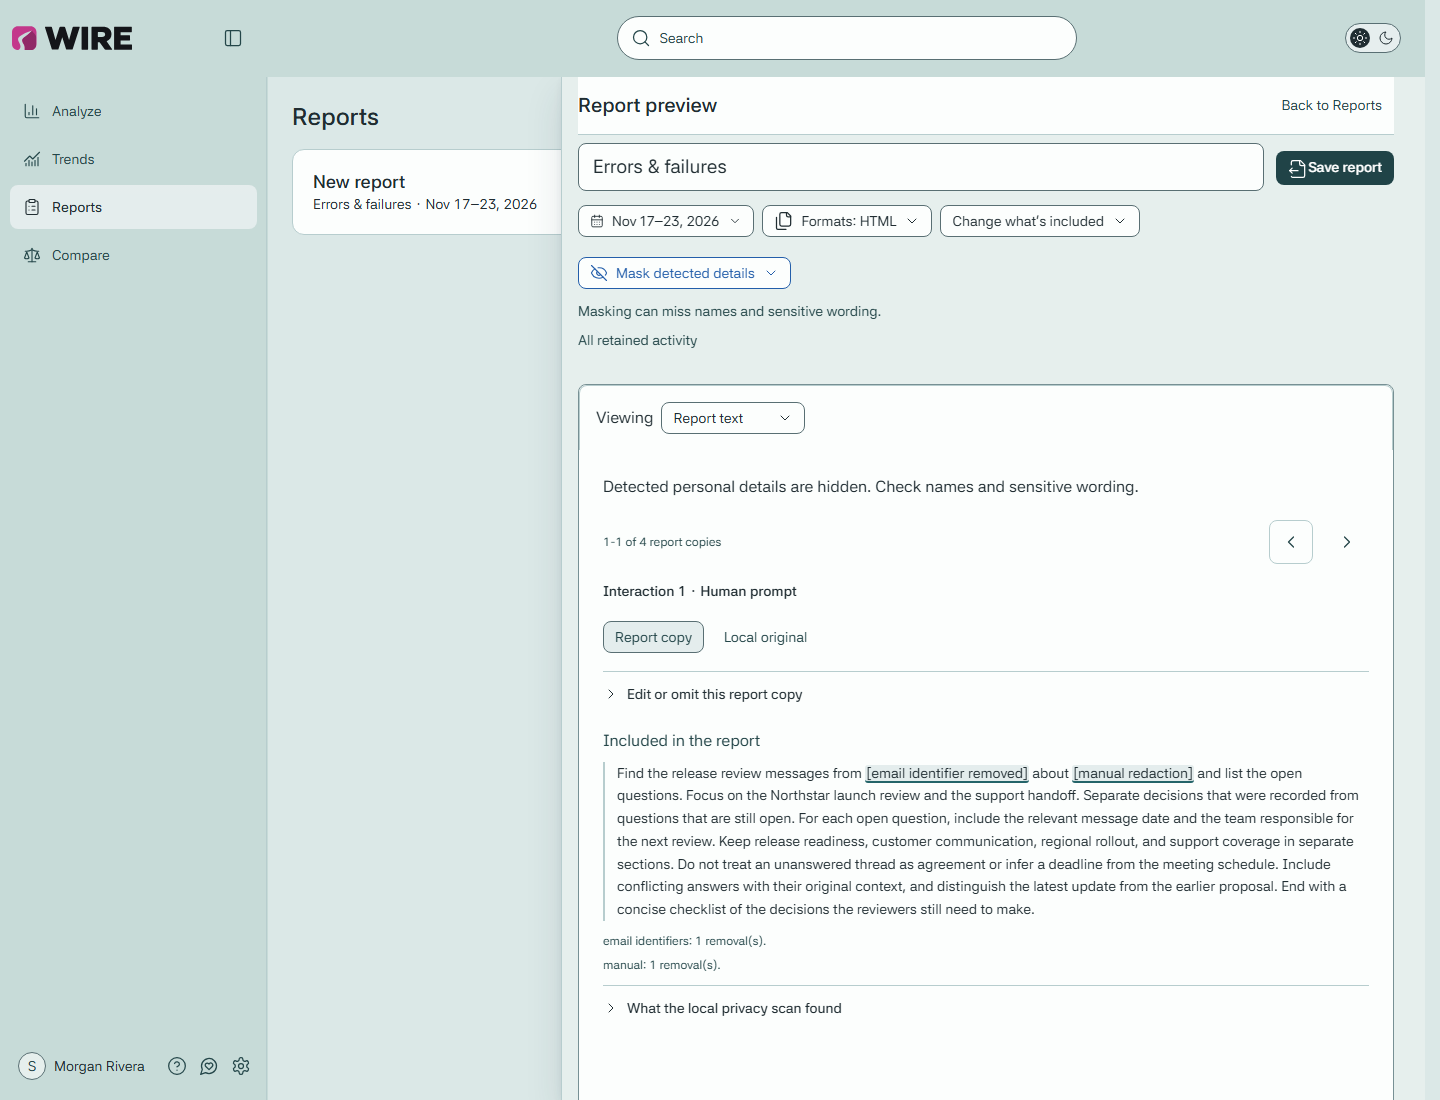 WIRE
Search
Analyze
Trends
Reports
Compare
Reports
New report
Errors & failures · Nov 17–23, 2026
Report preview
Back to Reports
Errors & failures
Save report
Nov 17–23, 2026
Formats: HTML
Change what's included
Mask detected details
Masking can miss names and sensitive wording.
All retained activity
Viewing
Report text
Detected personal details are hidden. Check names and sensitive wording.
1-1 of 4 report copies
Interaction 1 · Human prompt
Report copy
Local original
Edit or omit this report copy
Included in the report
Find the release review messages from [email identifier removed] about [manual redaction] and list the open
questions. Focus on the Northstar launch review and the support handoff. Separate decisions that were recorded from
questions that are still open. For each open question, include the relevant message date and the team responsible for
the next review. Keep release readiness, customer communication, regional rollout, and support coverage in separate
sections. Do not treat an unanswered thread as agreement or infer a deadline from the meeting schedule. Include
conflicting answers with their original context, and distinguish the latest update from the earlier proposal. End with a
concise checklist of the decisions the reviewers still need to make.
email identifiers: 1 removal(s).
manual: 1 removal(s).
What the local privacy scan found
S
Morgan Rivera